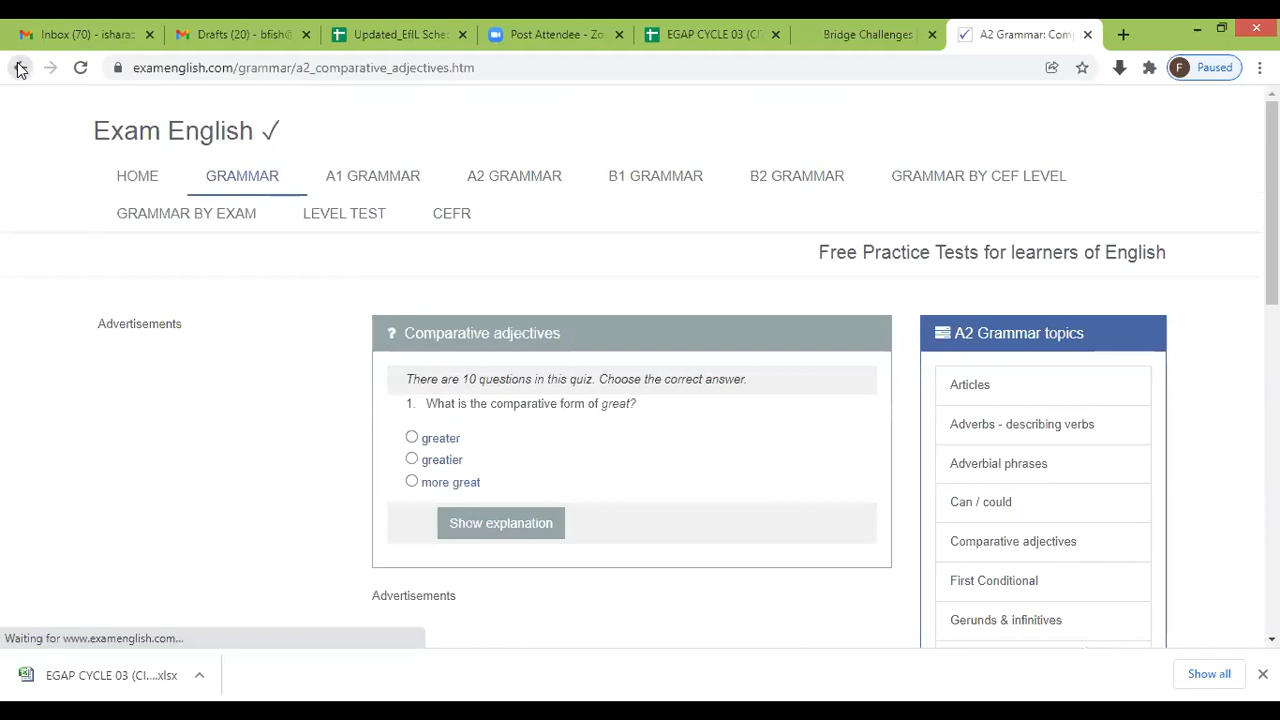 Inbox (70) - ishara:
Drafts (20) - bfish@
Updated_EfIL Sche
Post Attendee - Zo
EGAP CYCLE 03 (CI
Bridge Challenges
A2 Grammar: Com
examenglish.com/grammar/a2_comparative_adjectives.htm
F
Paused
Exam English ✓
HOME
GRAMMAR
A1 GRAMMAR
A2 GRAMMAR
B1 GRAMMAR
B2 GRAMMAR
GRAMMAR BY CEF LEVEL
GRAMMAR BY EXAM
LEVEL TEST
CEFR
Free Practice Tests for learners of English
Advertisements
? Comparative adjectives
There are 10 questions in this quiz. Choose the correct answer.
1. What is the comparative form of great?
greater
greatier
more great
Show explanation
Advertisements
A2 Grammar topics
Articles
Adverbs - describing verbs
Adverbial phrases
Can / could
Comparative adjectives
First Conditional
Gerunds & infinitives
Waiting for www.examenglish.com...
EGAP CYCLE 03 (CI....xlsx
Show all